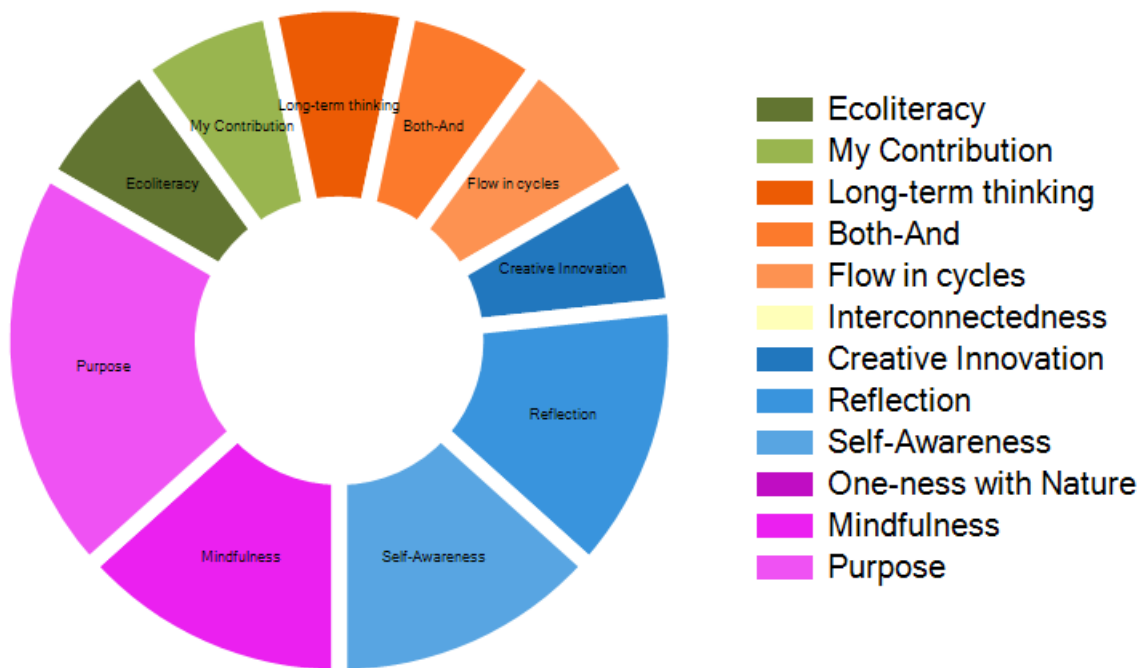 Long-term thinking
My Contribution
Both-And
Ecoliteracy
Flow in cycles
Creative Innovation
Purpose
Reflection
Mindfulness
Self-Awareness
Ecoliteracy
My Contribution
Long-term thinking
Both-And
Flow in cycles
Interconnectedness
Creative Innovation
Reflection
Self-Awareness
One-ness with Nature
Mindfulness
Purpose